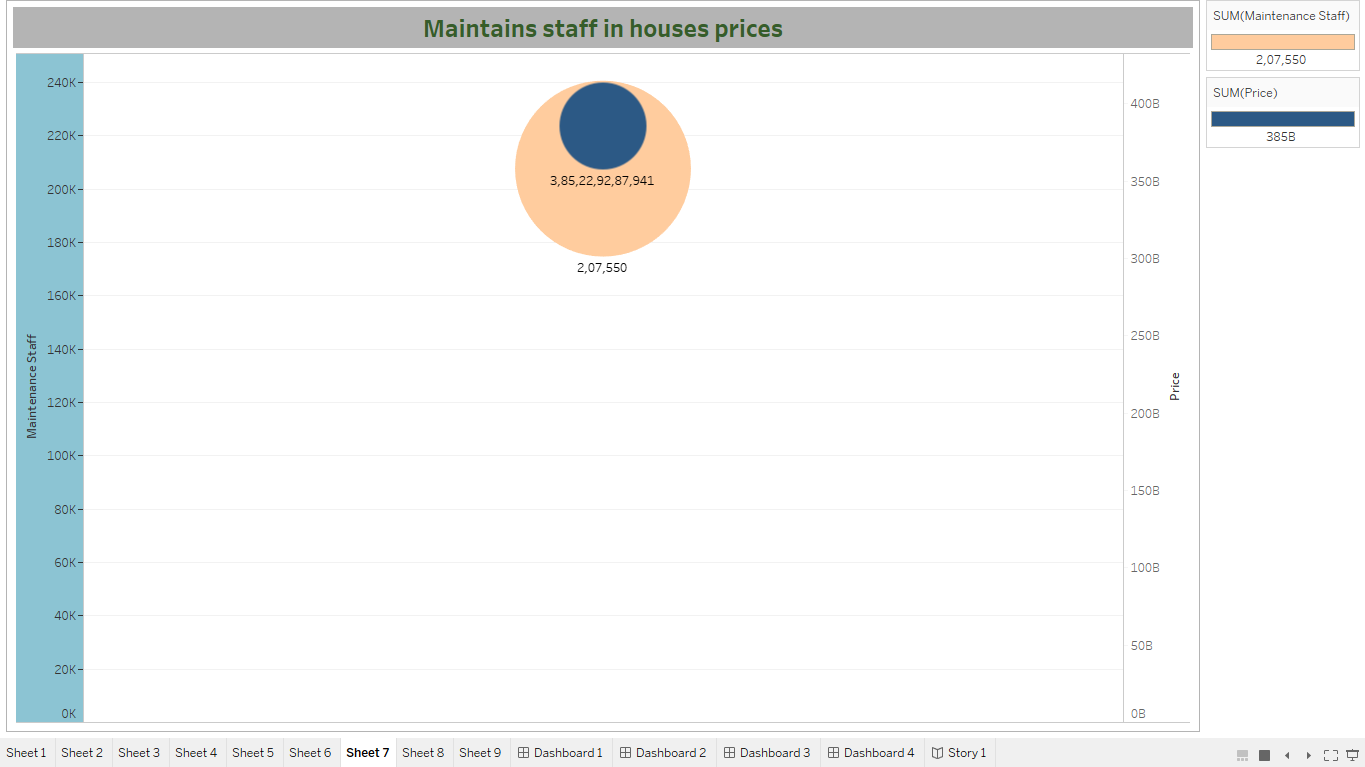 Maintains staff in houses prices
SUM(Maintenance Staff)
2,07,550
SUM(Price)
385B
Maintenance Staff
240K
220K
200K
180K
160K
140K
120K
100K
80K
60K
40K
20K
0K
3,85,22,92,87,941
2,07,550
400B
350B
300B
250B
200B
150B
100B
50B
0B
Price
Sheet 1 Sheet 2 Sheet 3 Sheet 4 Sheet 5 Sheet 6 Sheet 7 Sheet 8 Sheet 9 Dashboard 1 Dashboard 2 Dashboard 3 Dashboard 4 Story 1